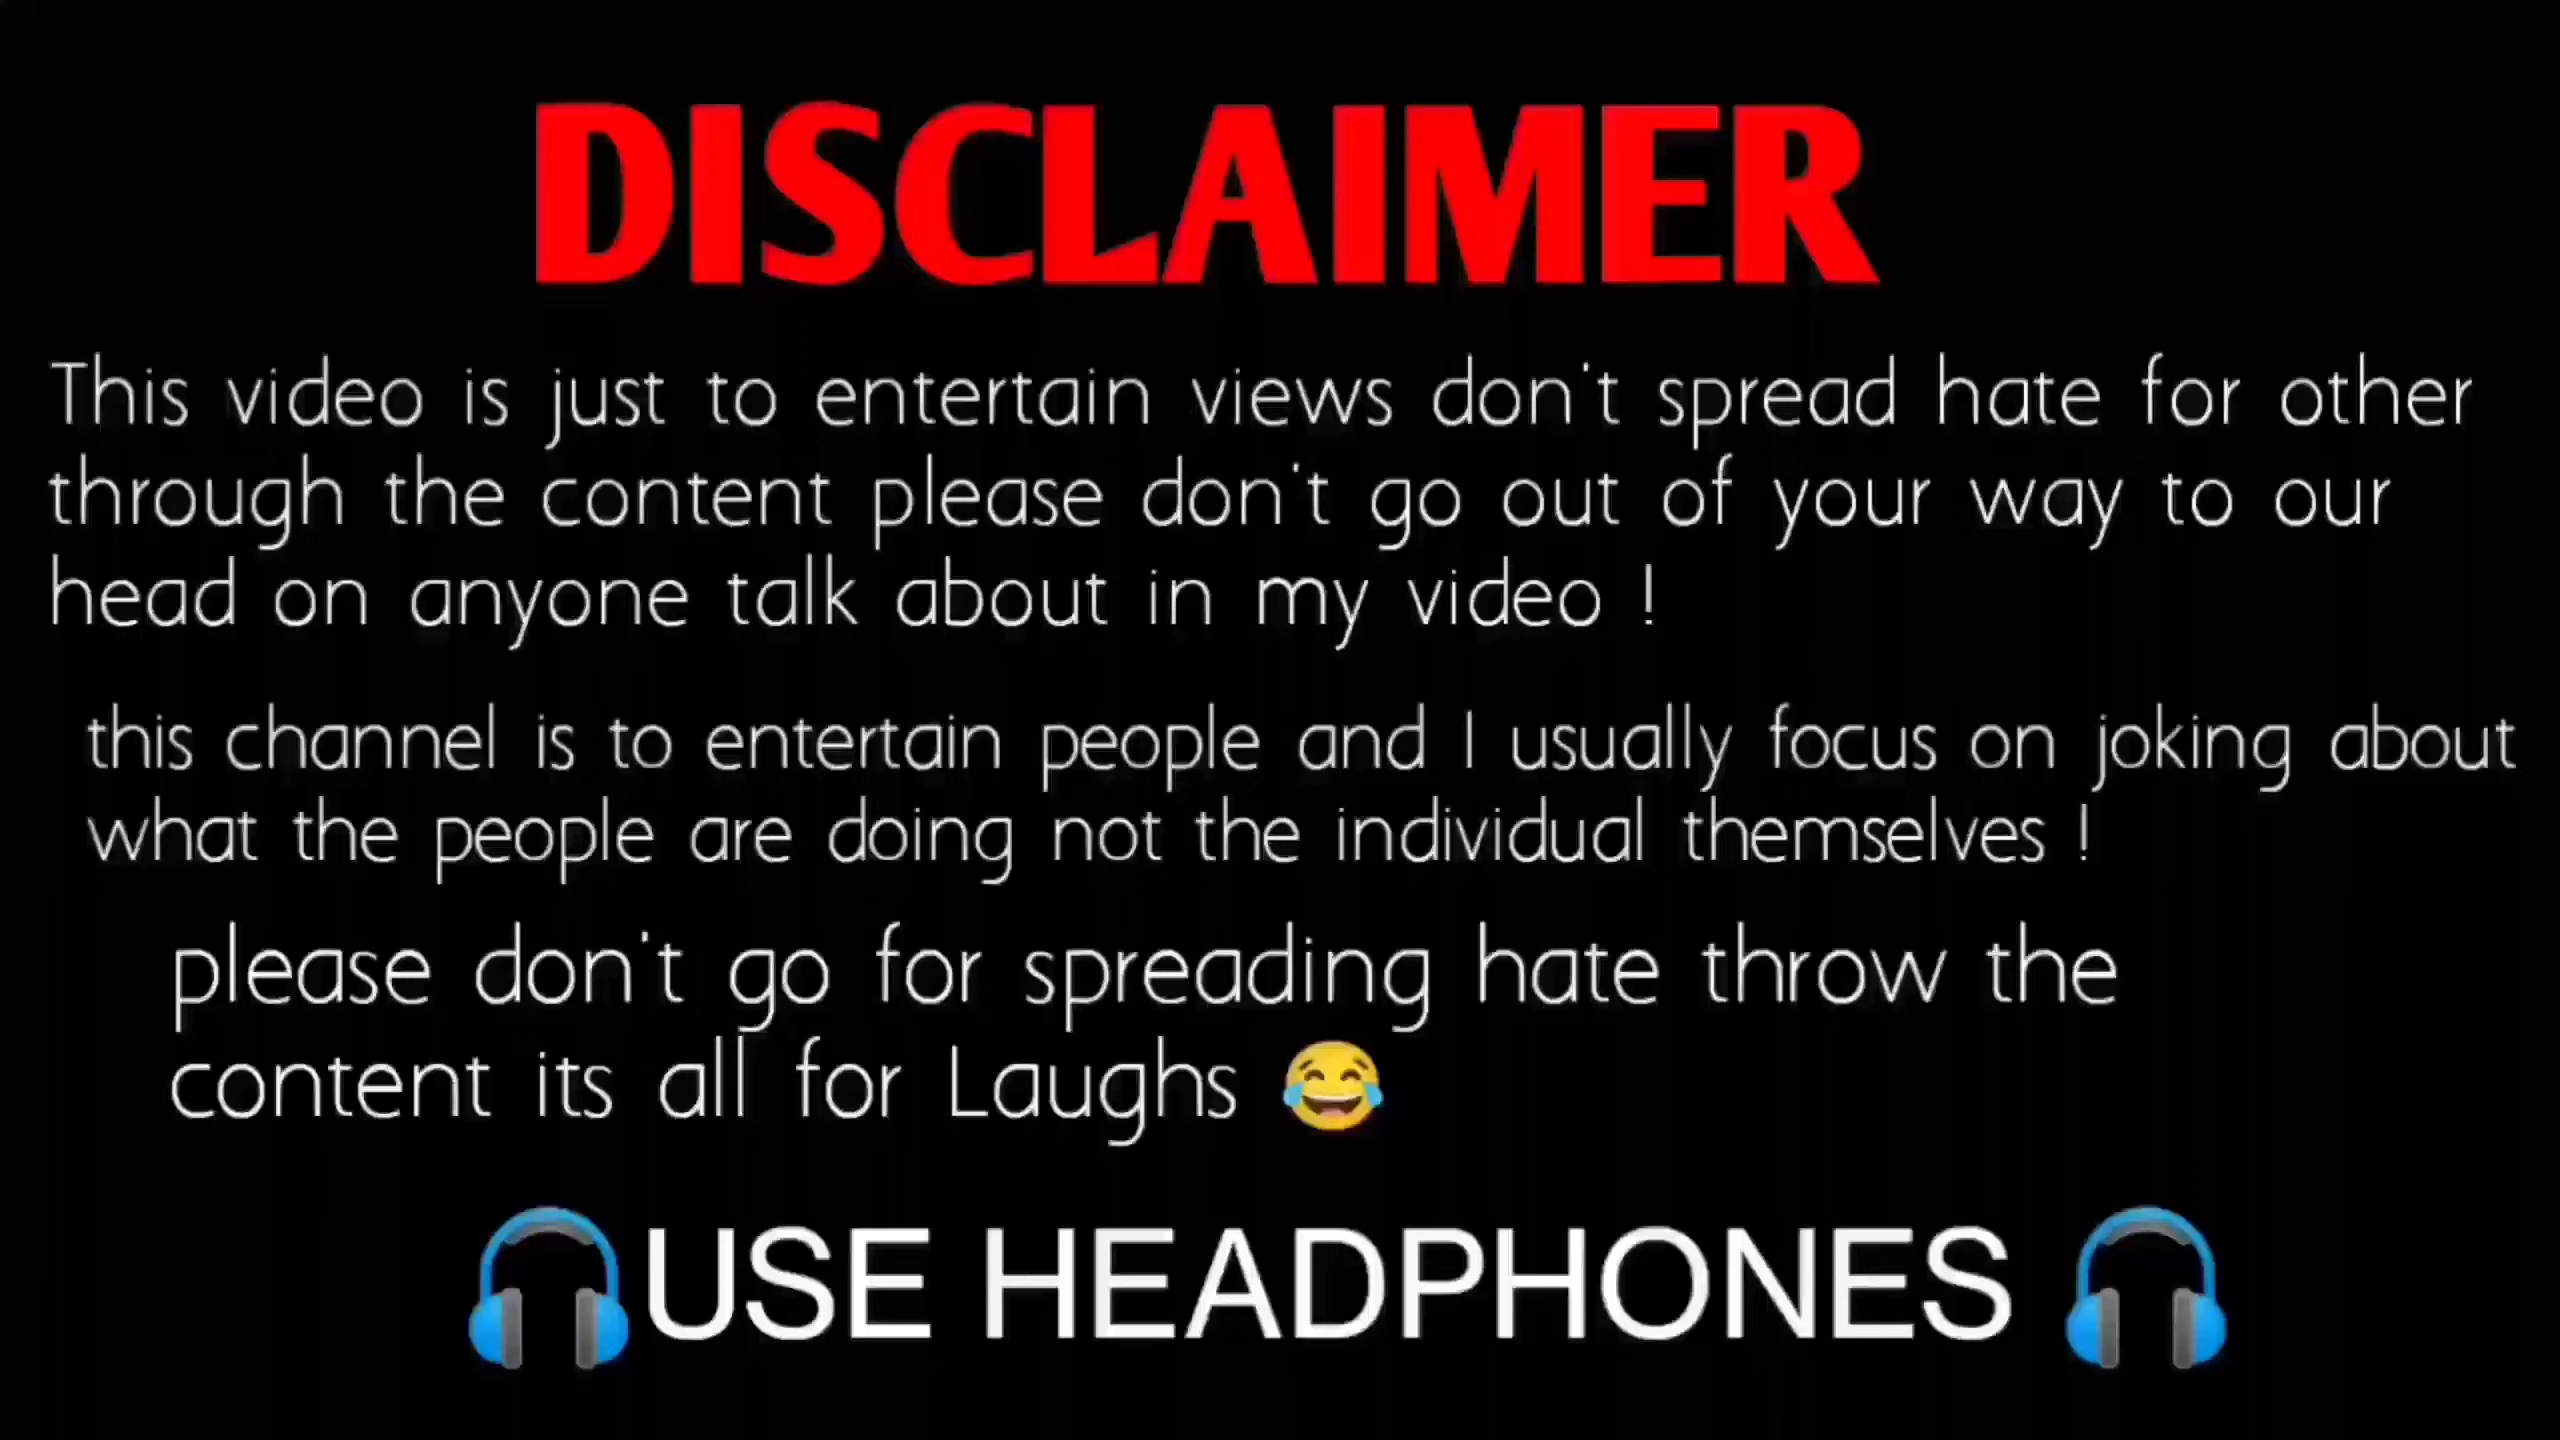 DISCLAIMER
This video is just to entertain views don't spread hate for other
through the content please don't go out of your way to our
head on anyone talk about in my video !
this channel is to entertain people and I usually focus on joking about
what the people are doing not the individual themselves !
please don't go for spreading hate throw the
content its all for Laughs 😂
🎧USE HEADPHONES 🎧